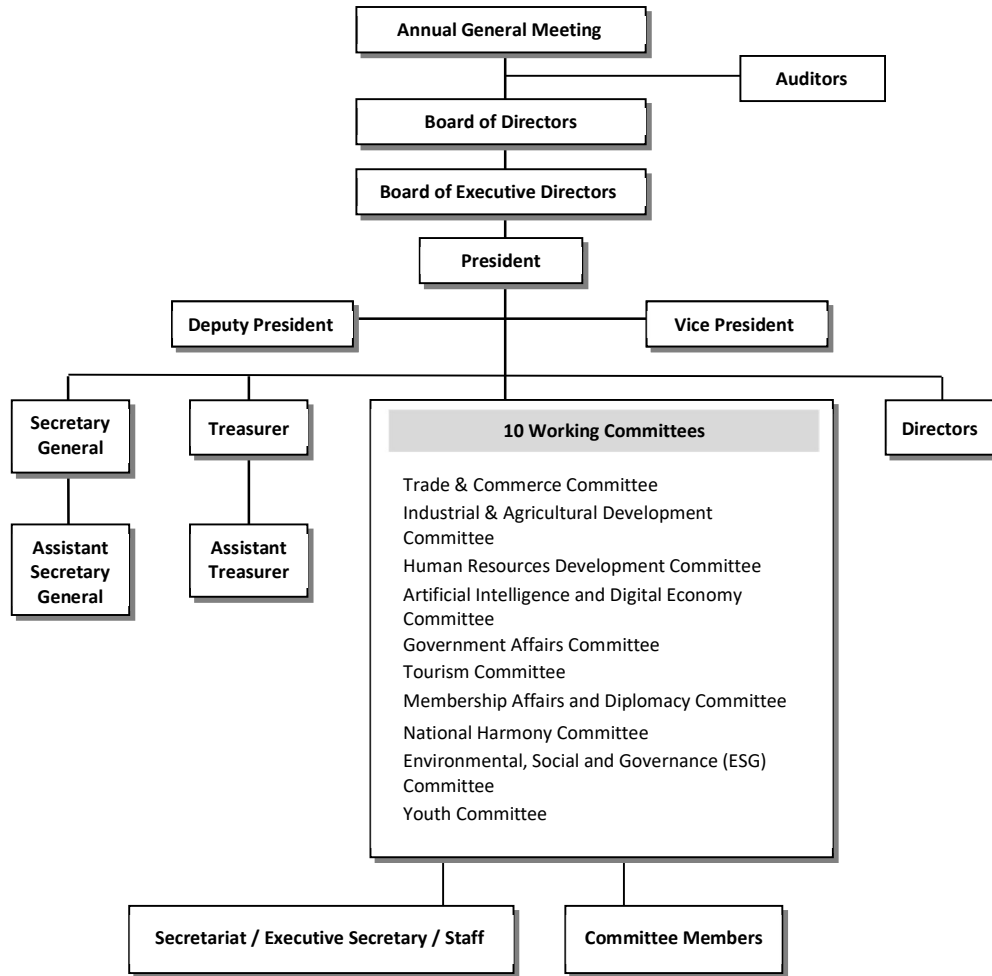 Annual General Meeting
Auditors
Board of Directors
Board of Executive Directors
President
Deputy President
Vice President
Secretary
General
Treasurer
10 Working Committees
Directors
Trade & Commerce Committee
Industrial & Agricultural Development
Committee
Human Resources Development Committee
Artificial Intelligence and Digital Economy
Committee
Government Affairs Committee
Tourism Committee
Membership Affairs and Diplomacy Committee
National Harmony Committee
Environmental, Social and Governance (ESG)
Committee
Youth Committee
Assistant
Secretary
General
Assistant
Treasurer
Secretariat / Executive Secretary / Staff
Committee Members